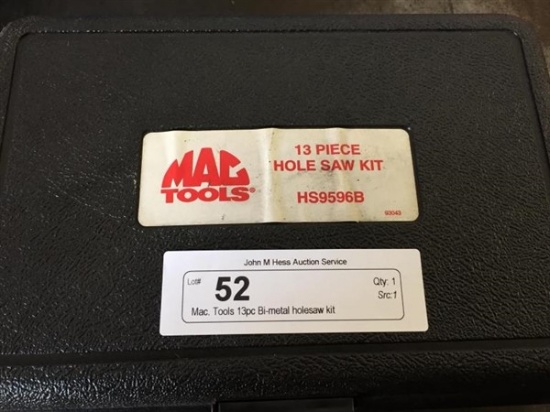 MAC
TOOLS®
13 PIECE
HOLE SAW KIT
HS9596B
John M Hess Auction Service
Lot# 52
Qty: 1
Src:1
Mac. Tools 13pc Bi-metal holesaw kit